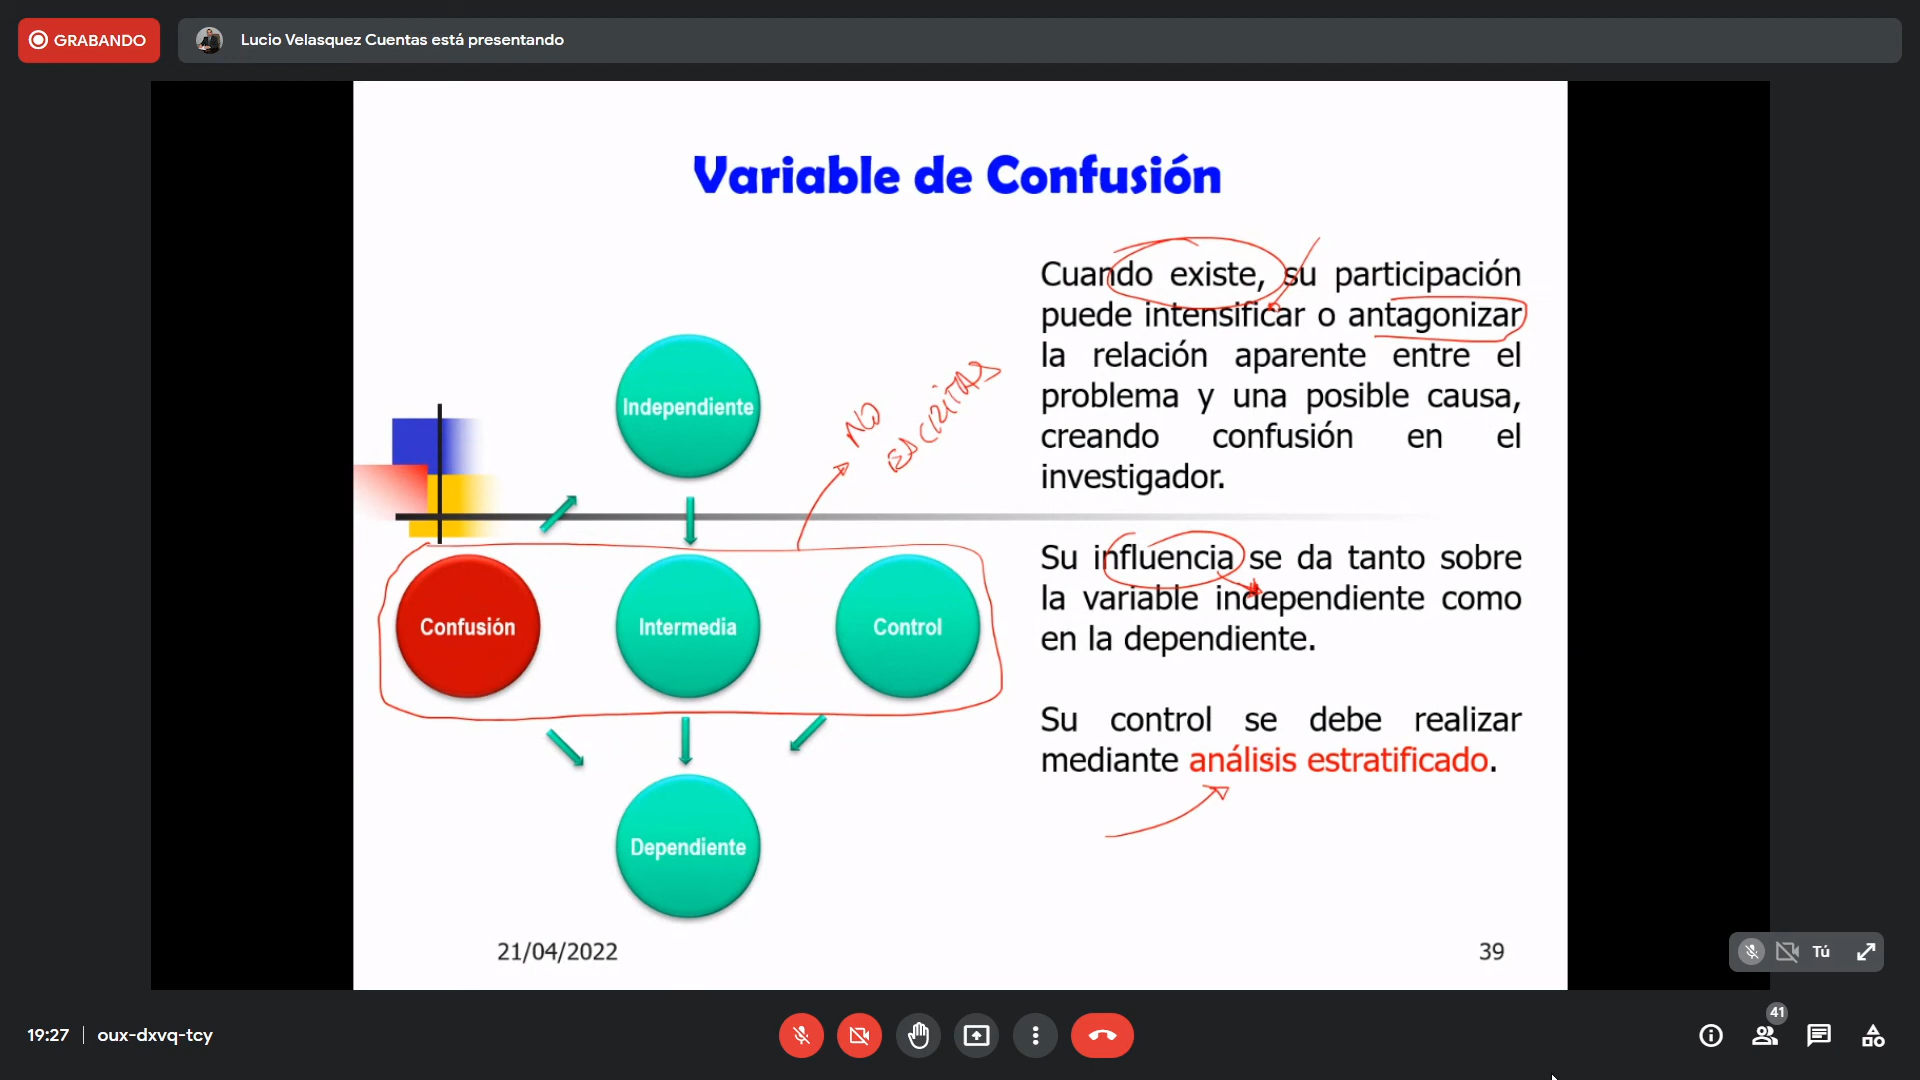 GRABANDO
Lucio Velasquez Cuentas está presentando
Variable de Confusión
Cuando existe, su participación
puede intensificar o antagonizar
la relación aparente entre el
problema y una posible causa,
creando confusión en el
investigador.
Su influencia se da tanto sobre
la variable independiente como
en la dependiente.
Su control se debe realizar
mediante análisis estratificado.
Independiente
NO
ESCRITAS
Confusión
Intermedia
Control
Dependiente
21/04/2022
39
Tú
19:27
oux-dxvq-tcy
41